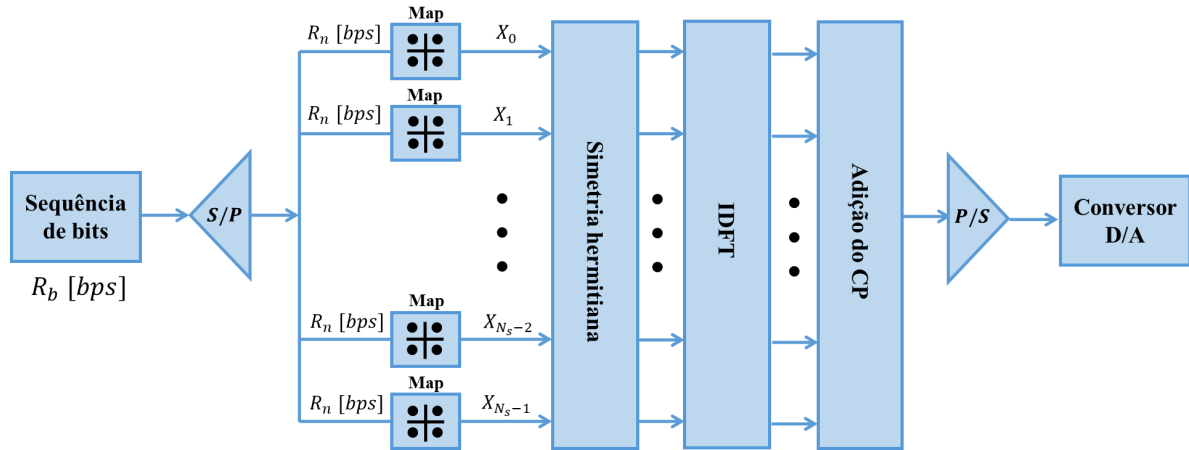 Map
R_n [bps]
X_0
Map
R_n [bps]
X_1
Sequência
de bits
R_b [bps]
S/P
Simetria hermitiana
IDFT
Adição do CP
P/S
Conversor
D/A
Map
R_n [bps]
X_{N_s-2}
Map
R_n [bps]
X_{N_s-1}